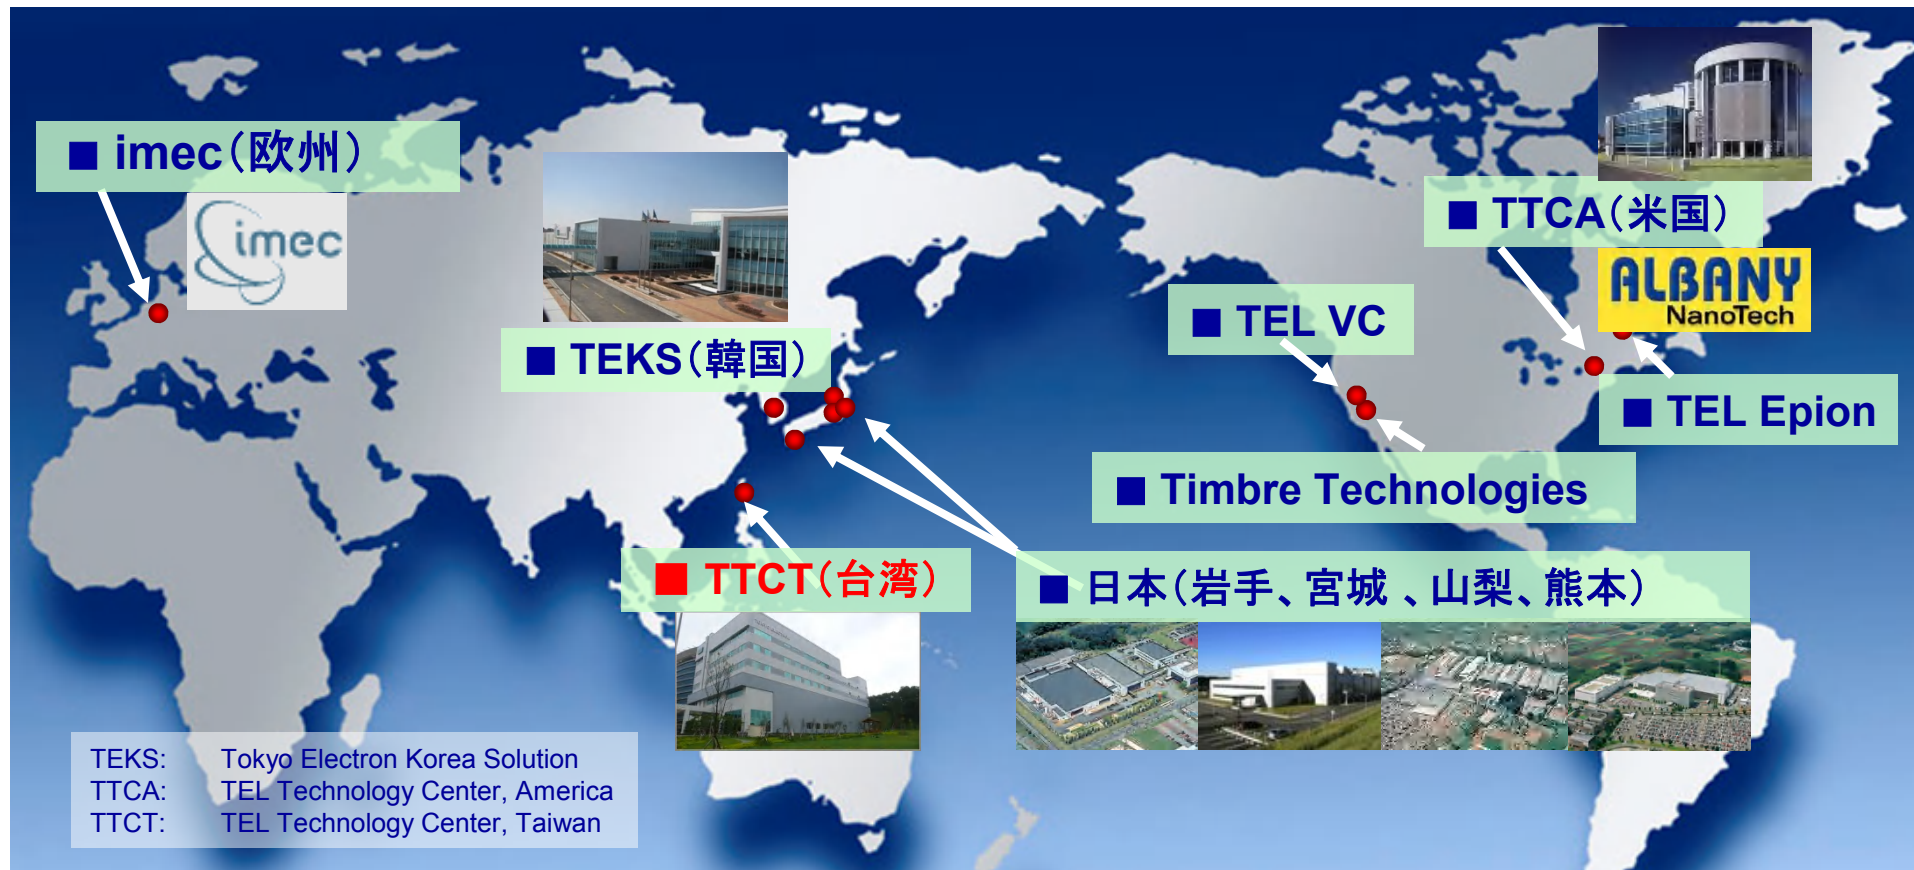 ■ imec（欧州）
imec
■ TEKS（韓国）
■ TTCA（米国）
ALBANY
NanoTech
■ TEL VC
■ TEL Epion
■ Timbre Technologies
■ TTCT（台湾）
■ 日本（岩手、宮城 、山梨、熊本）
TEKS: Tokyo Electron Korea Solution
TTCA: TEL Technology Center, America
TTCT: TEL Technology Center, Taiwan